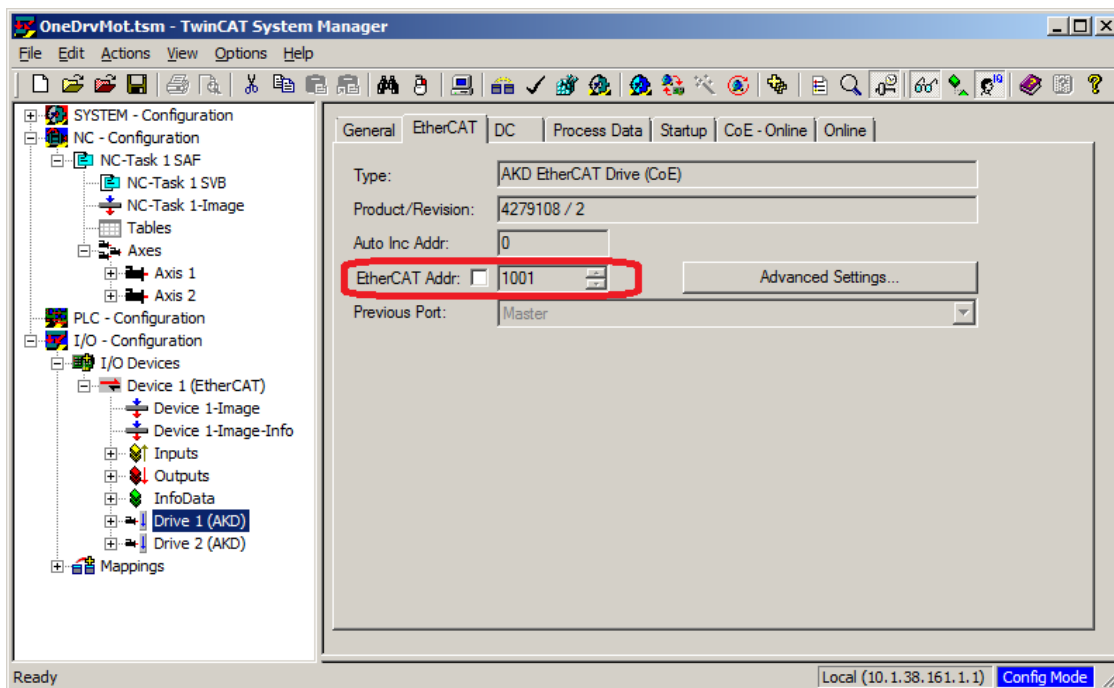 OneDrvMot.tsm - TwinCAT System Manager
File Edit Actions View Options Help
SYSTEM - Configuration
NC - Configuration
NC-Task 1 SAF
NC-Task 1 SVB
NC-Task 1-Image
Tables
Axes
Axis 1
Axis 2
PLC - Configuration
I/O - Configuration
I/O Devices
Device 1 (EtherCAT)
Device 1-Image
Device 1-Image-Info
Inputs
Outputs
InfoData
Drive 1 (AKD)
Drive 2 (AKD)
Mappings
General EtherCAT DC Process Data Startup CoE - Online Online
Type: AKD EtherCAT Drive (CoE)
Product/Revision: 4279108 / 2
Auto Inc Addr: 0
EtherCAT Addr: 1001 Advanced Settings...
Previous Port: Master
Ready Local (10.1.38.161.1.1) Config Mode